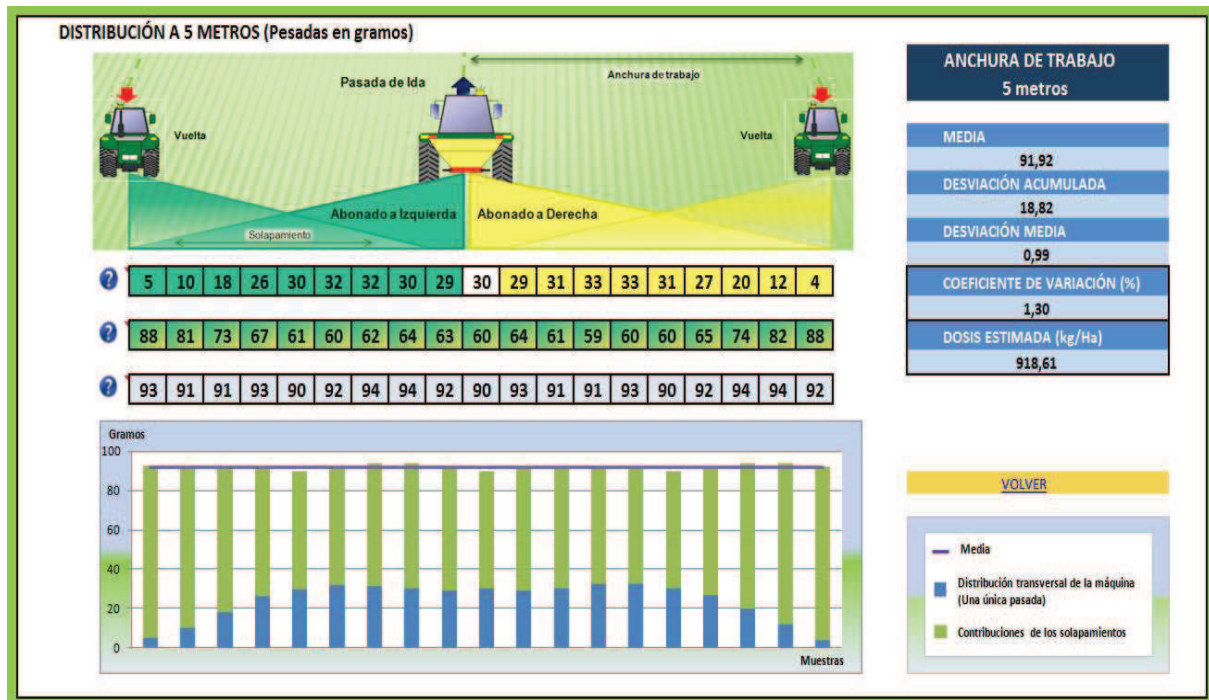 DISTRIBUCIÓN A 5 METROS (Pesadas en gramos)
Pasada de Ida
Anchura de trabajo
Vuelta
Vuelta
Abonado a Izquierda
Abonado a Derecha
Solapamiento
? 5 10 18 26 30 32 32 30 29 30 29 31 33 33 31 27 20 12 4
? 88 81 73 67 61 60 62 64 63 60 64 61 59 60 60 65 74 82 88
? 93 91 91 93 90 92 94 94 92 90 93 91 91 93 90 92 94 94 92
Gramos
100
80
60
40
20
0
Muestras
ANCHURA DE TRABAJO
5 metros
MEDIA
91,92
DESVIACIÓN ACUMULADA
18,82
DESVIACIÓN MEDIA
0,99
COEFICIENTE DE VARIACIÓN (%)
1,30
DOSIS ESTIMADA (kg/Ha)
918,61
VOLVER
Media
Distribución transversal de la máquina
(Una única pasada)
Contribuciones de los solapamientos